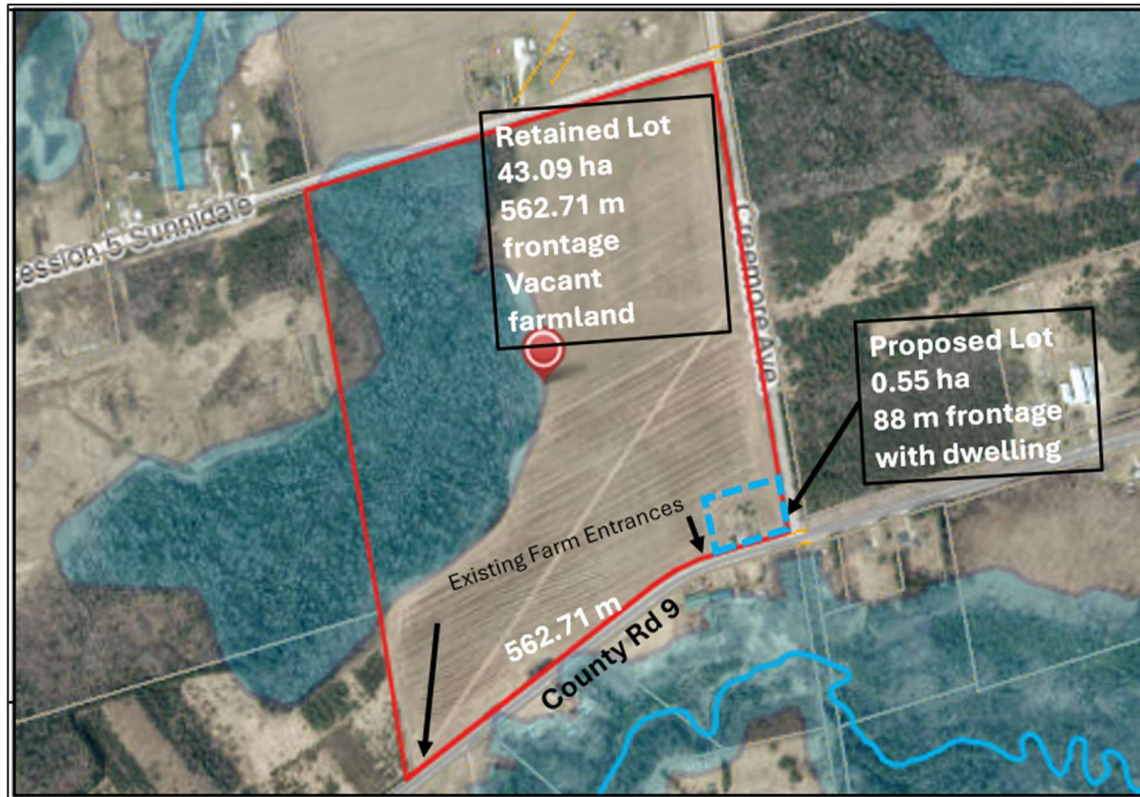 Retained Lot
43.09 ha
562.71 m
frontage
Vacant
farmland
cession 5 Sunnidale
Creemore Ave
Proposed Lot
0.55 ha
88 m frontage
with dwelling
Existing Farm Entrances
562.71 m
County Rd 9